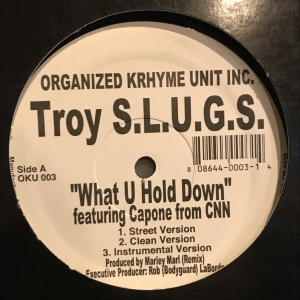 ORGANIZED KRHYME UNIT INC.
Troy S.L.U.G.S.
Side A
OKU 003
8 08644-0003-1 4
"What U Hold Down"
featuring Capone from CNN
1. Street Version
2. Clean Version
3. Instrumental Version
Produced by Marley Marl (Remix)
Executive Producer: Rob (Bodyguard) LaBorde